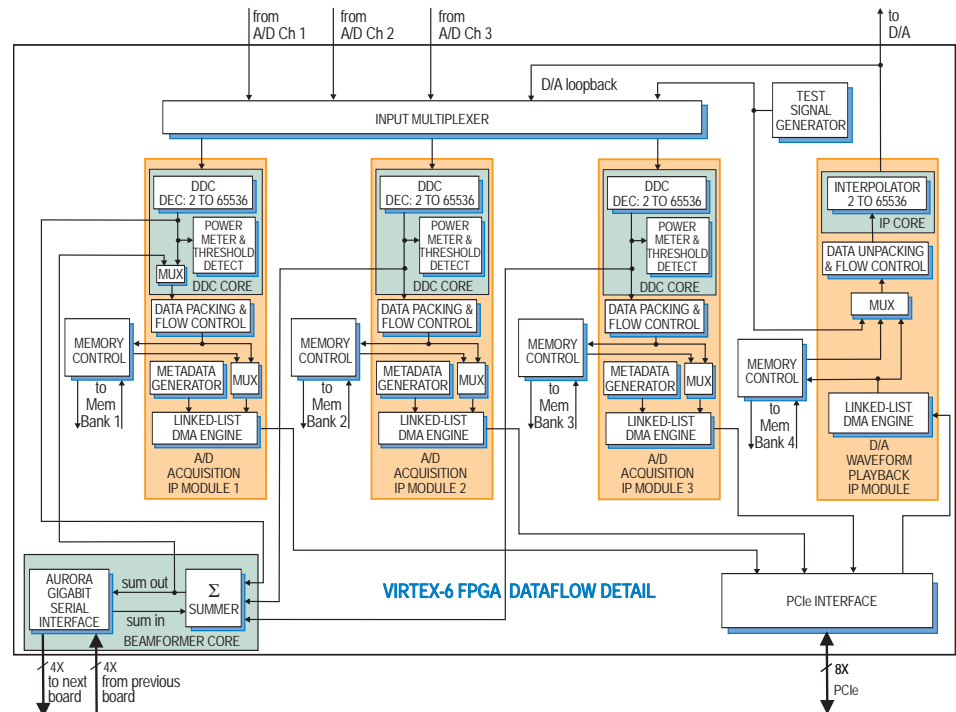 from
A/D Ch 1
from
A/D Ch 2
from
A/D Ch 3
to
D/A
D/A loopback
INPUT MULTIPLEXER
TEST
SIGNAL
GENERATOR
DDC
DEC: 2 TO 65536
POWER
METER &
THRESHOLD
DETECT
MUX
DDC CORE
DATA PACKING &
FLOW CONTROL
MEMORY
CONTROL
METADATA
GENERATOR
MUX
to
Mem
Bank 1
LINKED-LIST
DMA ENGINE
A/D
ACQUISITION
IP MODULE 1
DDC
DEC: 2 TO 65536
POWER
METER &
THRESHOLD
DETECT
DDC CORE
DATA PACKING &
FLOW CONTROL
MEMORY
CONTROL
METADATA
GENERATOR
MUX
to
Mem
Bank 2
LINKED-LIST
DMA ENGINE
A/D
ACQUISITION
IP MODULE 2
DDC
DEC: 2 TO 65536
POWER
METER &
THRESHOLD
DETECT
DDC CORE
DATA PACKING &
FLOW CONTROL
MEMORY
CONTROL
METADATA
GENERATOR
MUX
to
Mem
Bank 3
LINKED-LIST
DMA ENGINE
A/D
ACQUISITION
IP MODULE 3
INTERPOLATOR
2 TO 65536
IP CORE
DATA UNPACKING
& FLOW CONTROL
MUX
MEMORY
CONTROL
to
Mem
Bank 4
LINKED-LIST
DMA ENGINE
D/A
WAVEFORM
PLAYBACK
IP MODULE
AURORA
GIGABIT
SERIAL
INTERFACE
sum out
sum in
Σ
SUMMER
BEAMFORMER CORE
VIRTEX-6 FPGA DATAFLOW DETAIL
PCIe INTERFACE
4X
to next
board
4X
from previous
board
8X
PCIe